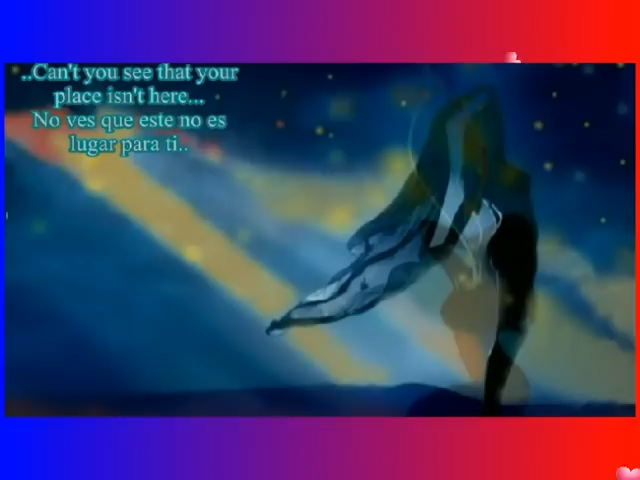 ..Can't you see that your
place isn't here...
No ves que este no es
lugar para ti..